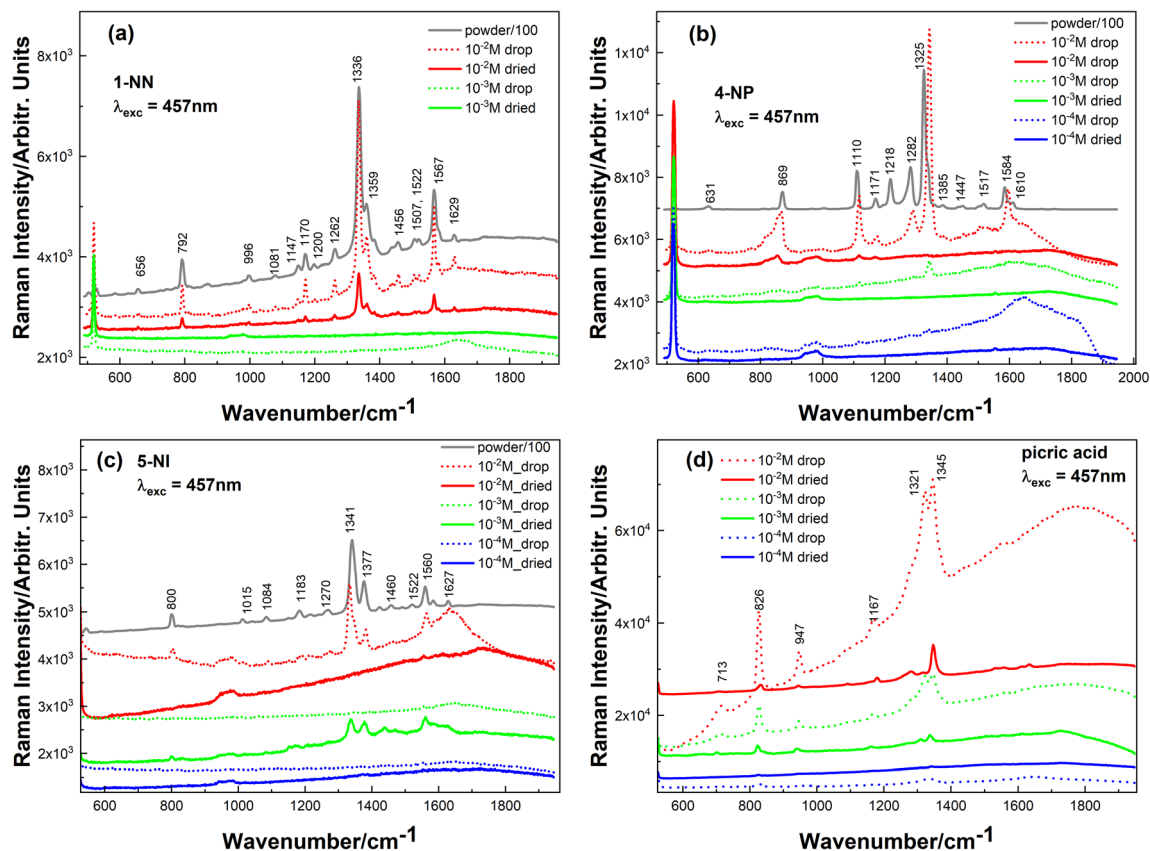 (a)
1-NN
λexc = 457nm
powder/100
10⁻²M drop
10⁻²M dried
10⁻³M drop
10⁻³M dried
8x10³
6x10³
4x10³
2x10³
Raman Intensity/Arbitr. Units
656
792
996
1081
1147
1170
1200
1262
1336
1359
1456
1507, 1522
1567
1629
600 800 1000 1200 1400 1600 1800
Wavenumber/cm⁻¹
(b)
4-NP
λexc = 457nm
powder/100
10⁻²M drop
10⁻²M dried
10⁻³M drop
10⁻³M dried
10⁻⁴M drop
10⁻⁴M dried
1x10⁴
8x10³
6x10³
4x10³
2x10³
Raman Intensity/Arbitr. Units
631
869
1110
1171
1218
1282
1325
1385
1447
1517
1584
1610
600 800 1000 1200 1400 1600 1800 2000
Wavenumber/cm⁻¹
(c)
5-NI
λexc = 457nm
powder/100
10⁻²M_drop
10⁻²M_dried
10⁻³M_drop
10⁻³M_dried
10⁻⁴M_drop
10⁻⁴M_dried
8x10³
7x10³
6x10³
5x10³
4x10³
3x10³
2x10³
Raman Intensity/Arbitr. Units
800
1015
1084
1183
1270
1341
1377
1460
1522
1560
1627
600 800 1000 1200 1400 1600 1800
Wavenumber/cm⁻¹
(d)
picric acid
λexc = 457nm
10⁻²M drop
10⁻²M dried
10⁻³M drop
10⁻³M dried
10⁻⁴M drop
10⁻⁴M dried
6x10⁴
4x10⁴
2x10⁴
Raman Intensity/Arbitr. Units
713
826
947
1167
1321
1345
600 800 1000 1200 1400 1600 1800
Wavenumber/cm⁻¹